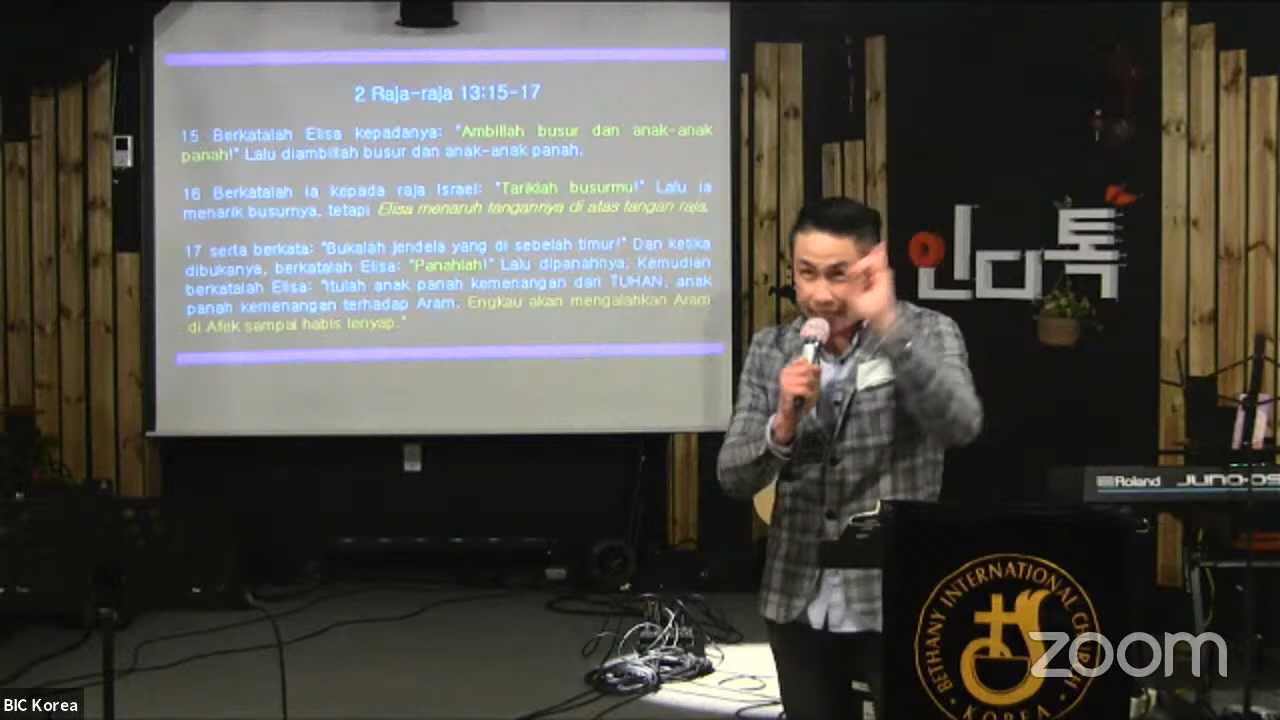 2 Raja-raja 13:15-17
15 Berkatalah Elisa kepadanya: "Ambillah busur dan anak-anak
panah!" Lalu diambillah busur dan anak-anak panah.
16 Berkatalah ia kepada raja Israel: "Tariklah busurmu!" Lalu ia
menarik busurnya, tetapi Elisa menaruh tangannya di atas tangan raja,
17 serta berkata: "Bukalah jendela yang di sebelah timur!" Dan ketika
dibukanya, berkatalah Elisa: "Panahlah!" Lalu dipanahnya. Kemudian
berkatalah Elisa: "Itulah anak panah kemenangan dari TUHAN, anak
panah kemenangan terhadap Aram. Engkau akan mengalahkan Aram
di Afek sampai habis lenyap."
인더톡
Roland JUNO-DS
BETHANY INTERNATIONAL CHURCH
KOREA
zoom
BIC Korea